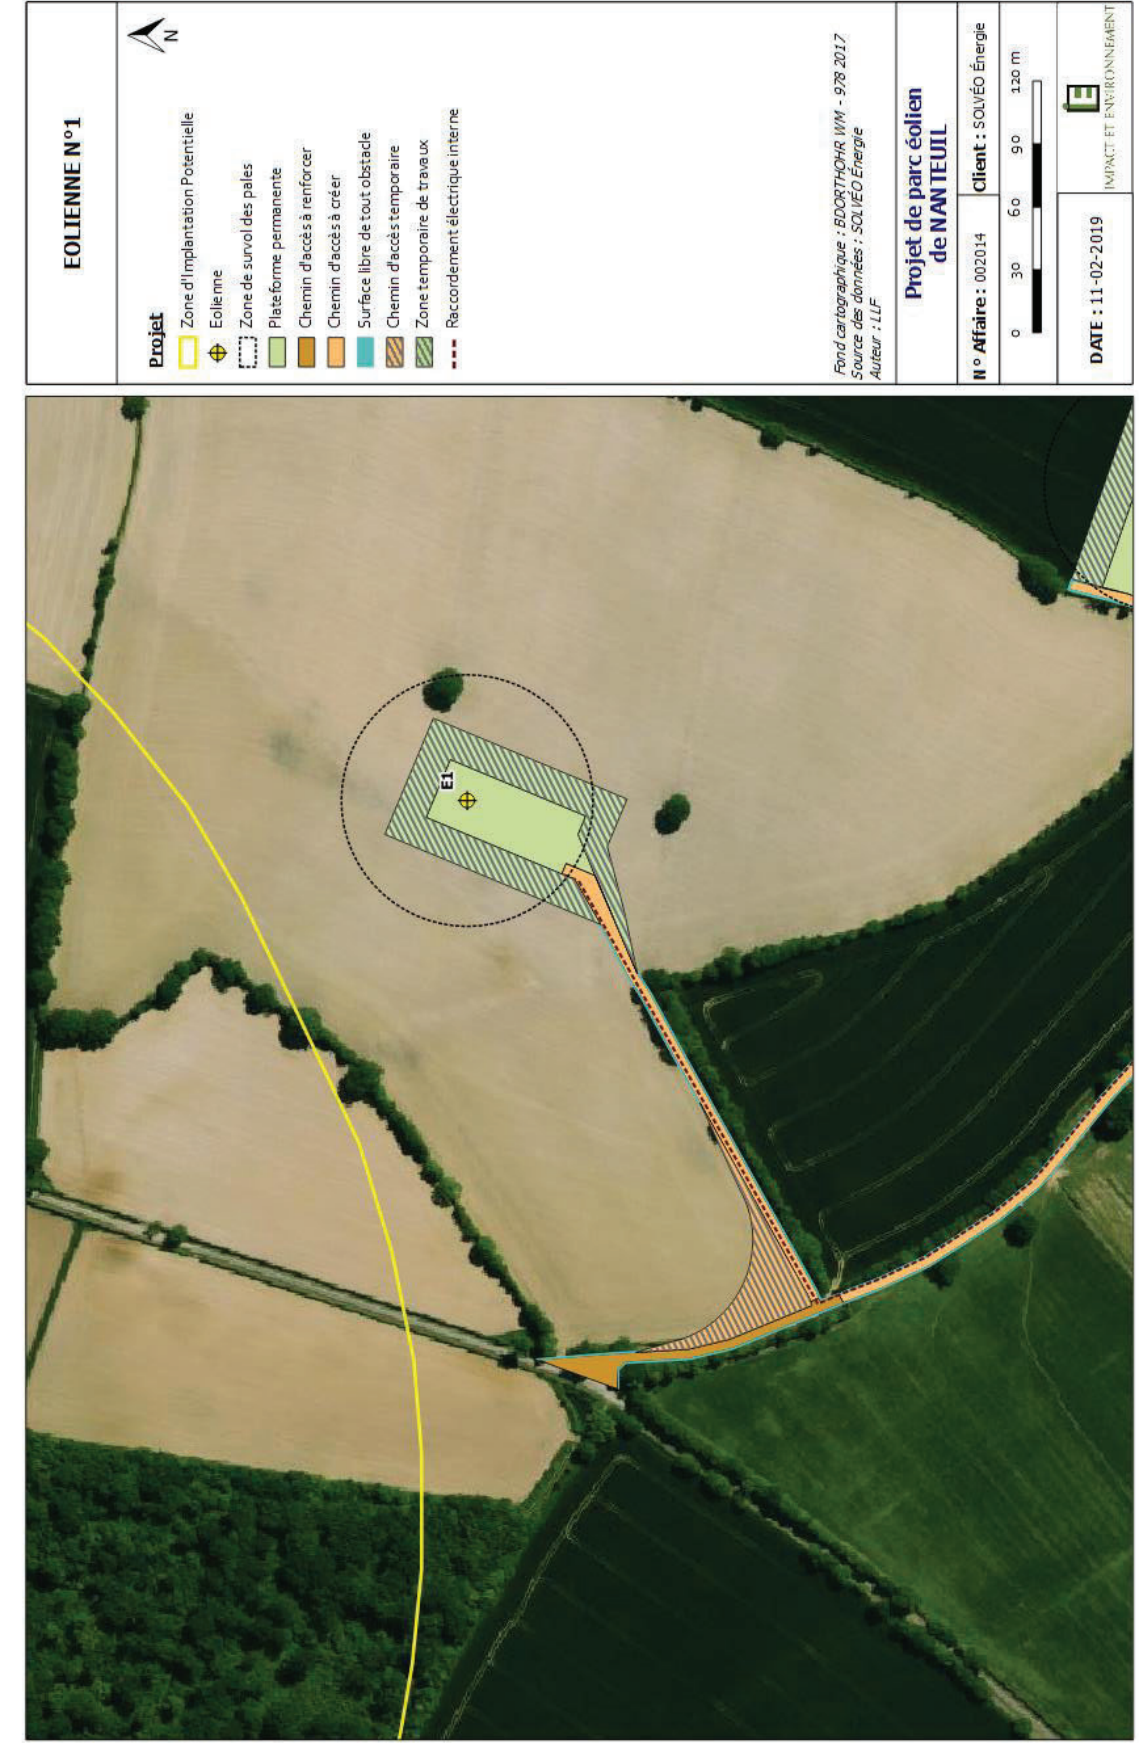 EOLIENNE N°1
N
Projet
Zone d'Implantation Potentielle
Eolienne
Zone de survol des pales
Plateforme permanente
Chemin d'accès à renforcer
Chemin d'accès à créer
Surface libre de tout obstacle
Chemin d'accès temporaire
Zone temporaire de travaux
Raccordement électrique interne
Fond cartographique : BDORTHOHR WM - 978 2017
Source des données : SOLVÉO Énergie
Auteur : LLF
Projet de parc éolien
de NANTEUIL
N° Affaire : 002014
Client : SOLVÉO Énergie
0 30 60 90 120 m
DATE : 11-02-2019
IE
IMPACT ET ENVIRONNEMENT
E1